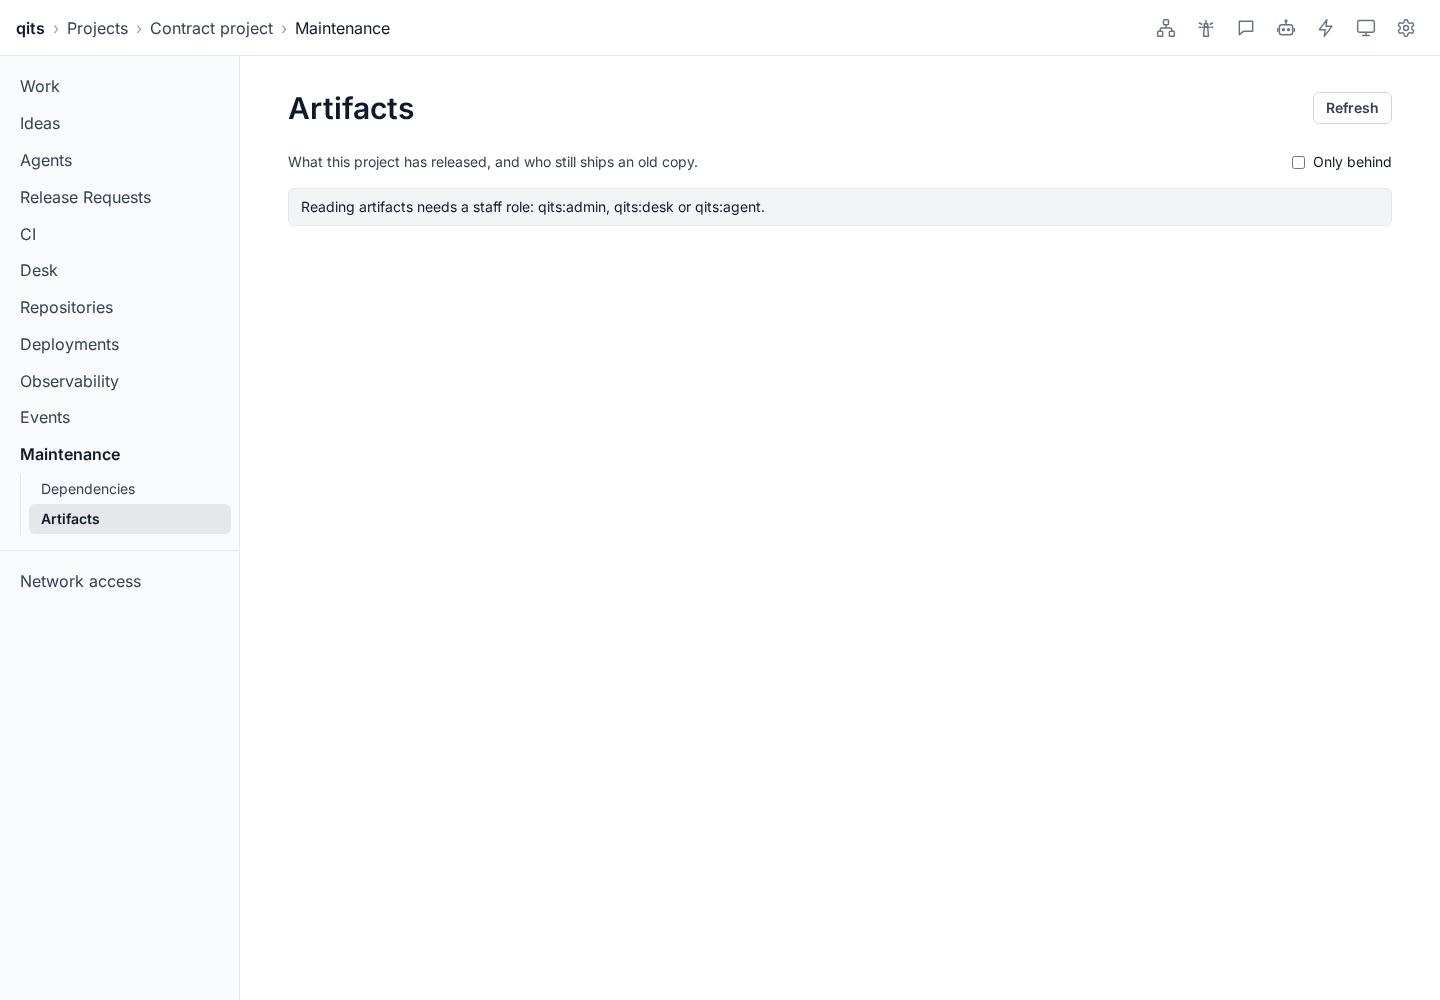 qits › Projects › Contract project › Maintenance
Work
Ideas
Agents
Release Requests
CI
Desk
Repositories
Deployments
Observability
Events
Maintenance
Dependencies
Artifacts
Network access
Artifacts
Refresh
What this project has released, and who still ships an old copy.
Only behind
Reading artifacts needs a staff role: qits:admin, qits:desk or qits:agent.